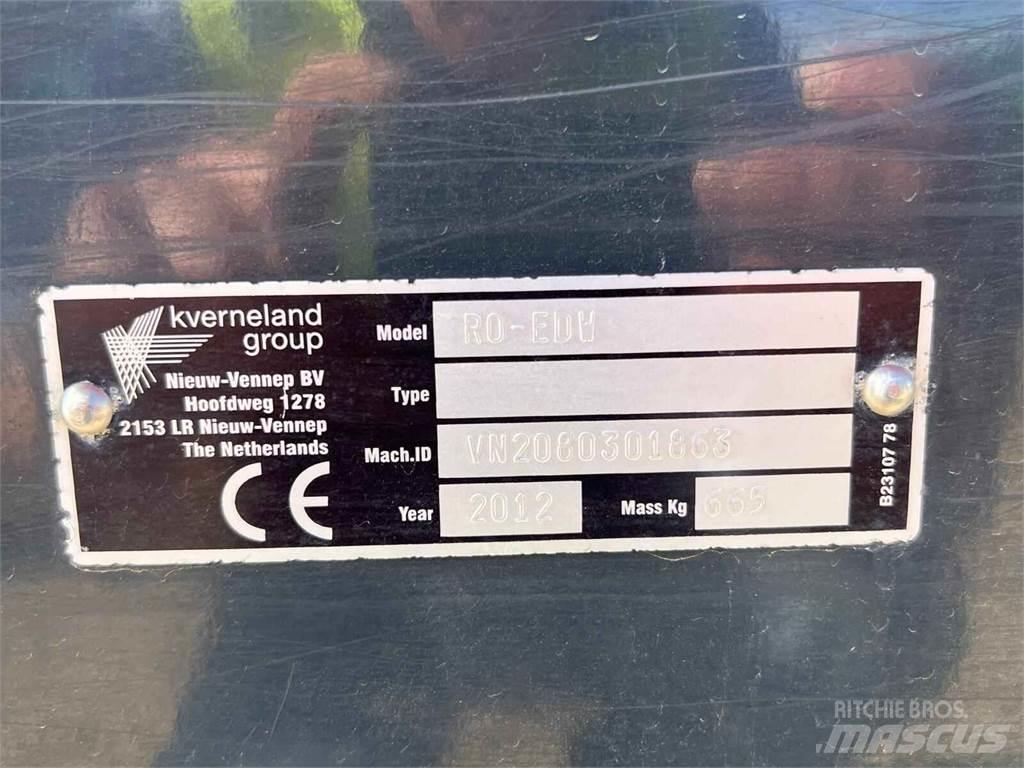 kverneland
group
Nieuw-Vennep BV
Hoofdweg 1278
2153 LR Nieuw-Vennep
The Netherlands
CE
Model RO-EDW
Type
Mach.ID VN2080301863
Year 2012 Mass Kg 665
B23107 78
RITCHIE BROS.
MASCUS